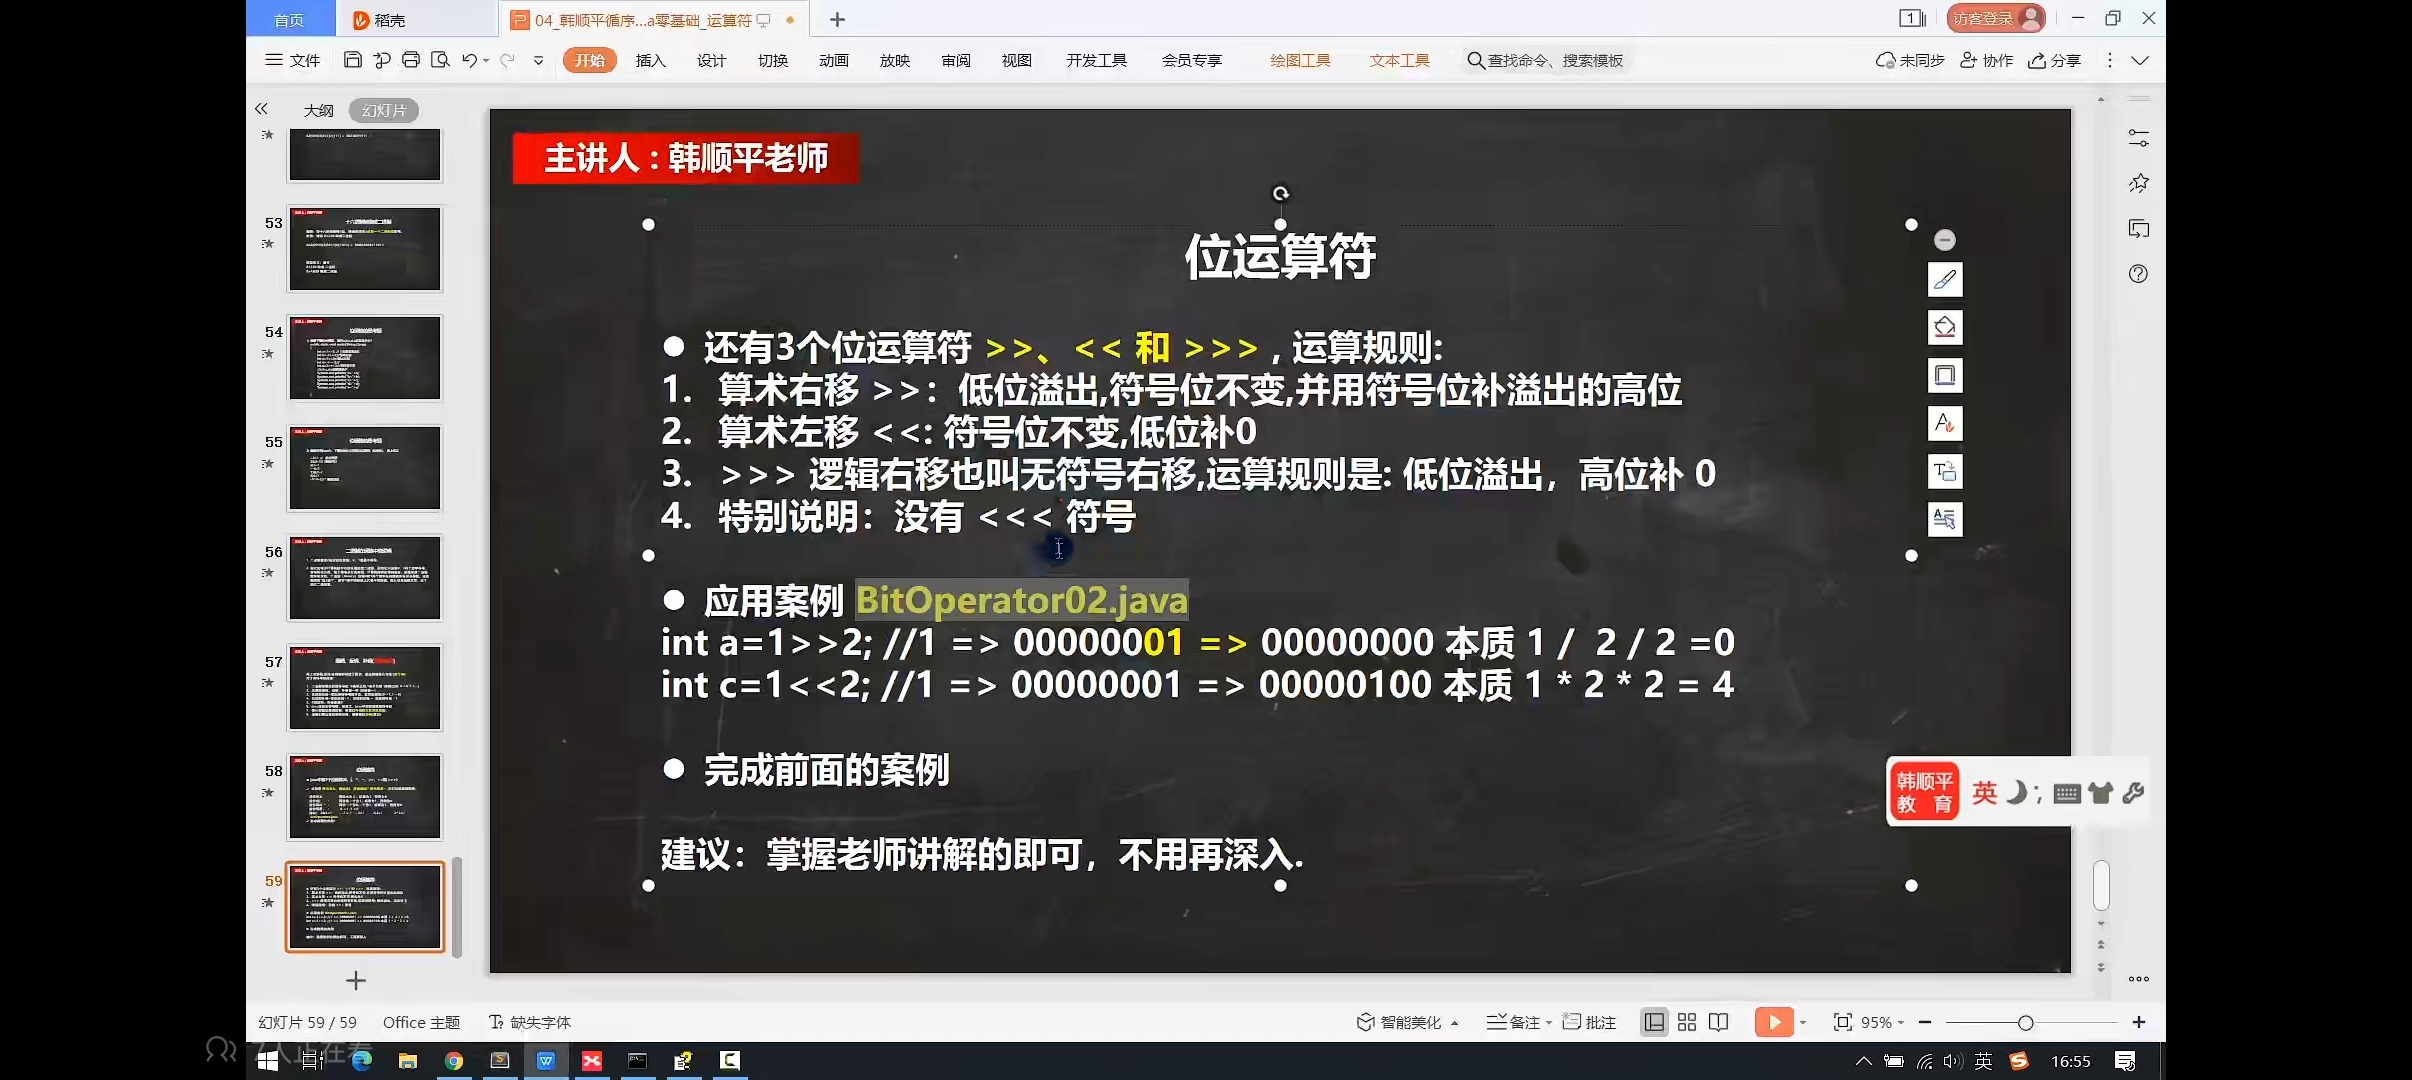 首页
稻壳
04_韩顺平循序...a零基础_运算符
1
访客登录
文件
开始
插入
设计
切换
动画
放映
审阅
视图
开发工具
会员专享
绘图工具
文本工具
查找命令、搜索模板
未同步
协作
分享
大纲
幻灯片
53
54
55
56
57
58
59
主讲人:韩顺平老师
位运算符
● 还有3个位运算符 >>、<< 和 >>> , 运算规则:
1. 算术右移 >>：低位溢出,符号位不变,并用符号位补溢出的高位
2. 算术左移 <<: 符号位不变,低位补0
3. >>> 逻辑右移也叫无符号右移,运算规则是: 低位溢出，高位补 0
4. 特别说明：没有 <<< 符号
● 应用案例 BitOperator02.java
int a=1>>2; //1 => 00000001 => 00000000 本质 1 / 2 / 2 =0
int c=1<<2; //1 => 00000001 => 00000100 本质 1 * 2 * 2 = 4
● 完成前面的案例
建议：掌握老师讲解的即可，不用再深入.
韩顺平
教 育
英
幻灯片 59 / 59
Office 主题
缺失字体
智能美化
备注
批注
95%
7人正在看
英
16:55